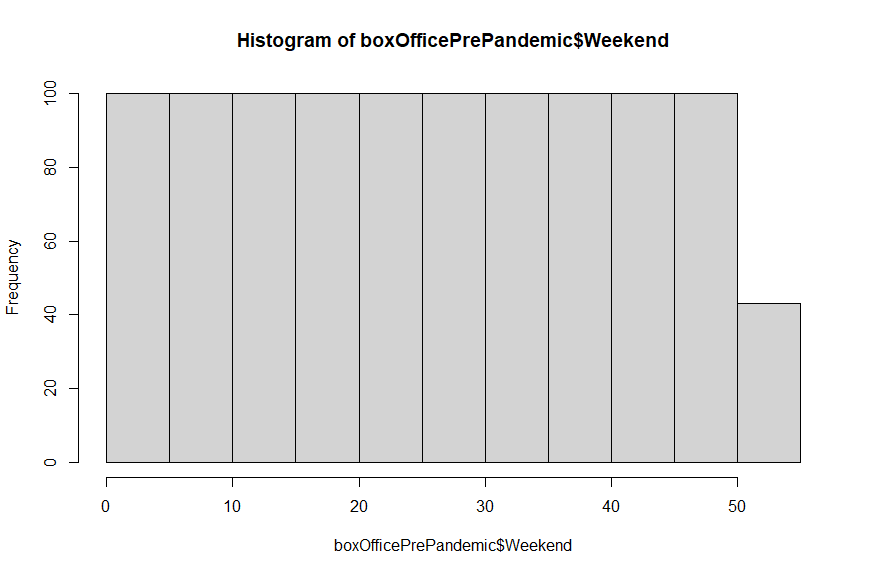 Histogram of boxOfficePrePandemic$Weekend
Frequency
100
80
60
40
20
0
0 10 20 30 40 50
boxOfficePrePandemic$Weekend